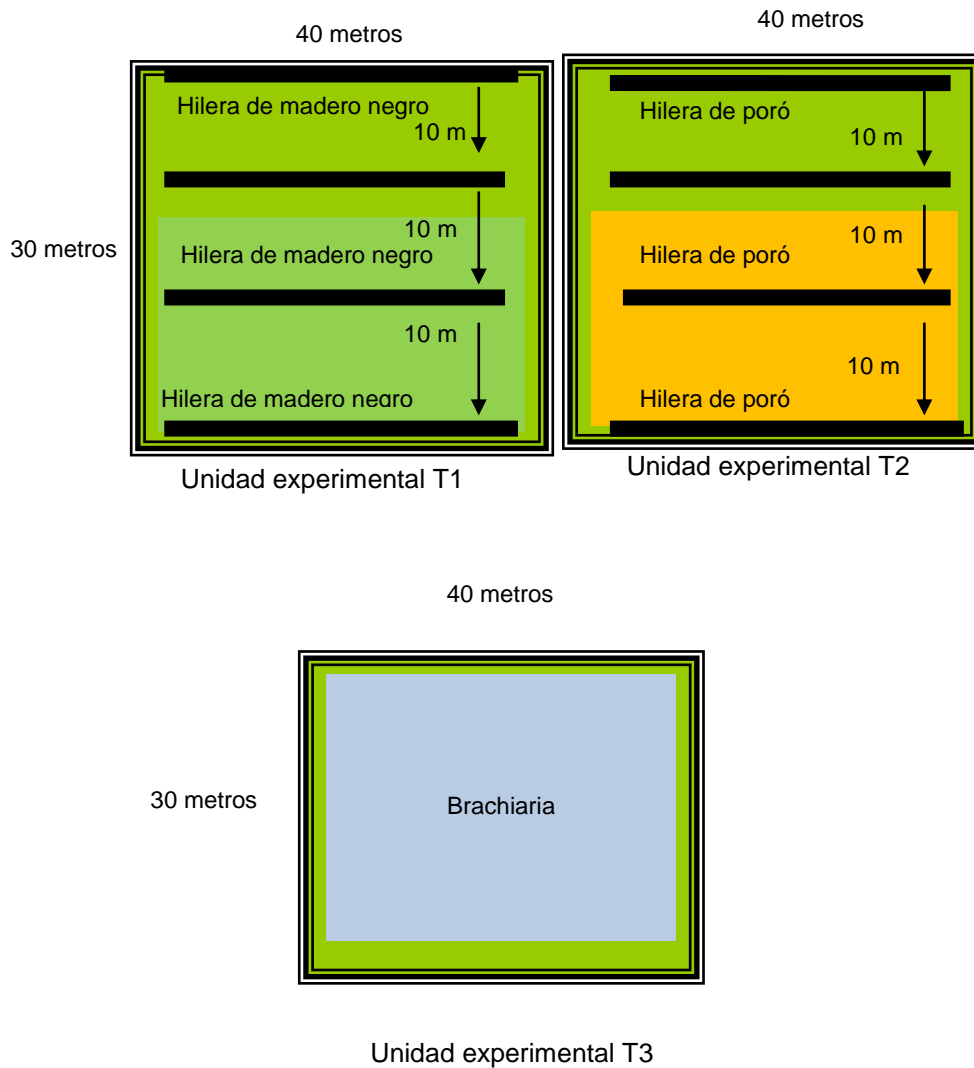 40 metros
40 metros
Hilera de madero negro
10 m
Hilera de poró
10 m
30 metros
10 m
Hilera de madero negro
10 m
Hilera de poró
10 m
10 m
Hilera de madero negro
Hilera de poró
Unidad experimental T1
Unidad experimental T2
40 metros
30 metros
Brachiaria
Unidad experimental T3